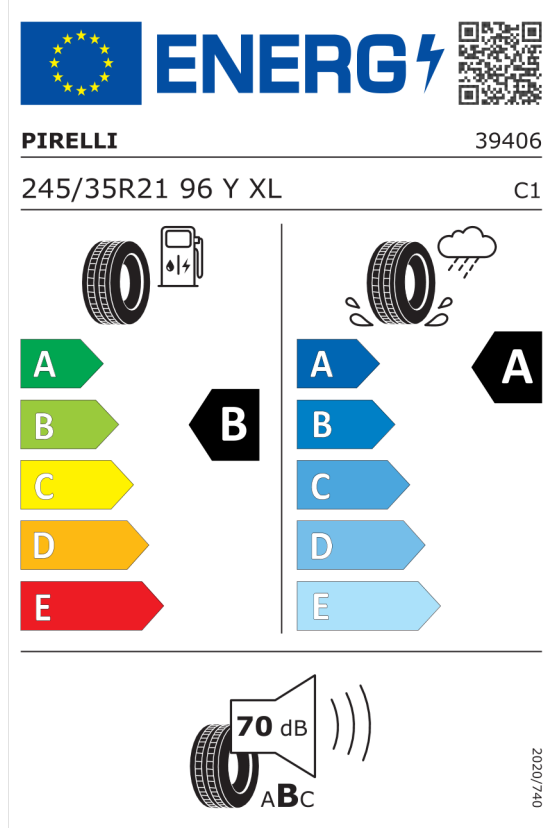 ENERG
PIRELLI 39406
245/35R21 96 Y XL C1
A
B
C
D
E
B
A
B
C
D
E
A
70 dB
ABC
2020/740